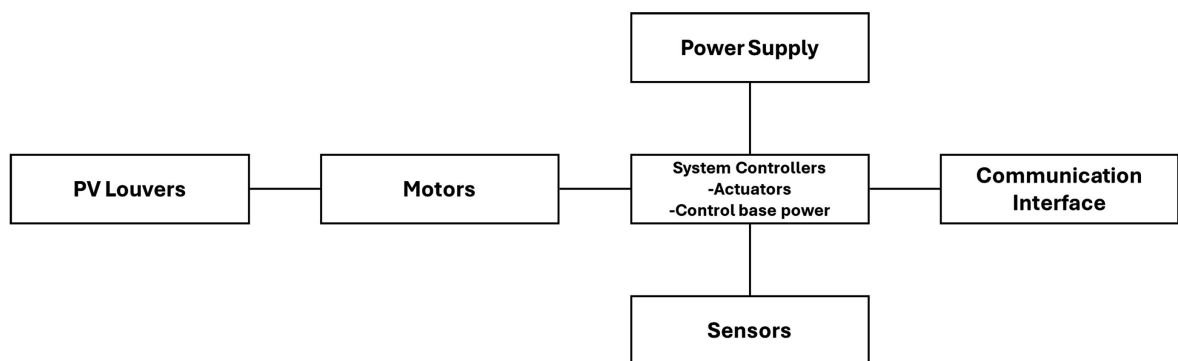 Power Supply
PV Louvers
Motors
System Controllers
-Actuators
-Control base power
Communication
Interface
Sensors